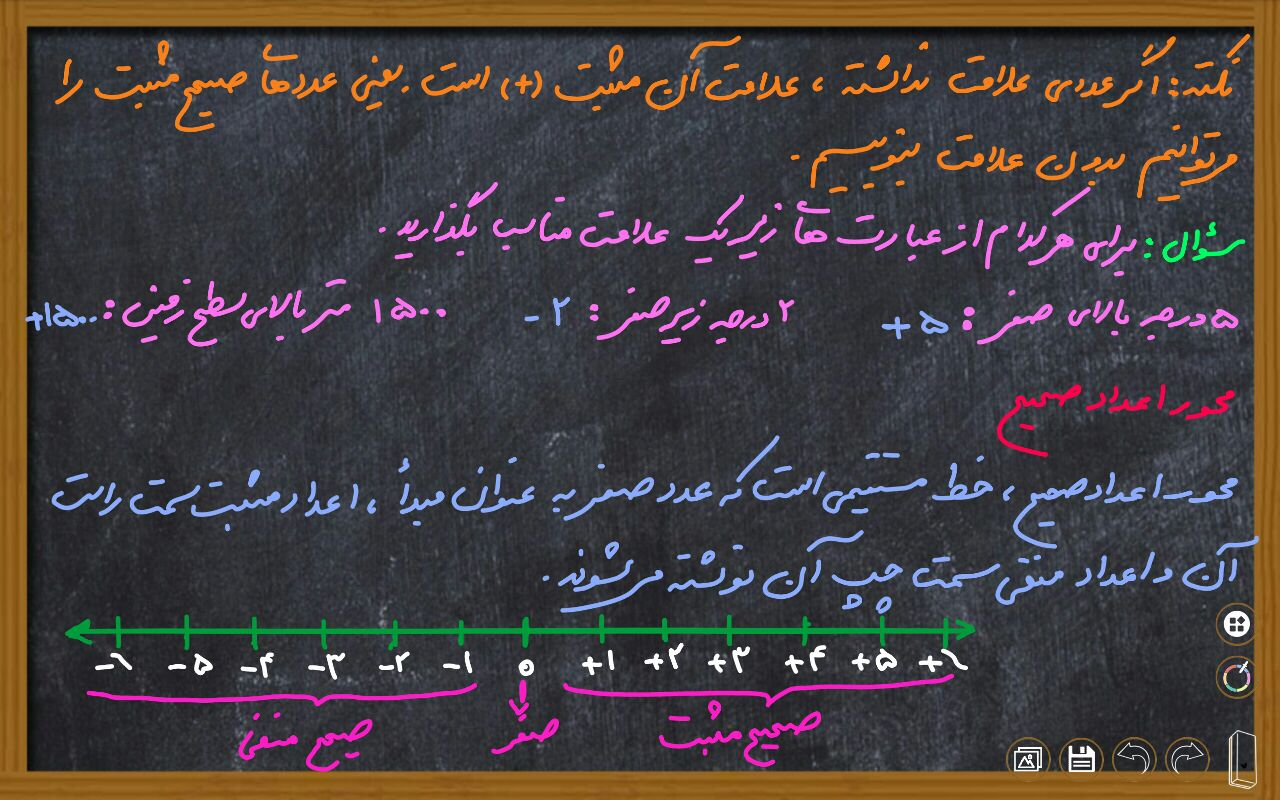 نکته: اگر عددی علامت نداشته، علامت آن مثبت (+) است. یعنی عددهای صحیح مثبت را
می‌توانیم بدون علامت بنویسیم.
سؤال: برای هر کدام از عبارت های زیر یک علامت مناسب بگذارید.
۵ درجه بالای صفر: +۵ ۲ درجه زیر صفر: -۲ ۱۵۰۰ متر بالای سطح زمین: +۱۵۰۰
محور اعداد صحیح
محور اعداد صحیح، خط مستقیمی است که عدد صفر به عنوان مبدأ، اعداد مثبت سمت راست
آن و اعداد منفی سمت چپ آن نوشته می‌شوند.
-۶ -۵ -۴ -۳ -۲ -۱ ۰ +۱ +۲ +۳ +۴ +۵ +۶
صحیح مثبت صفر صحیح منفی